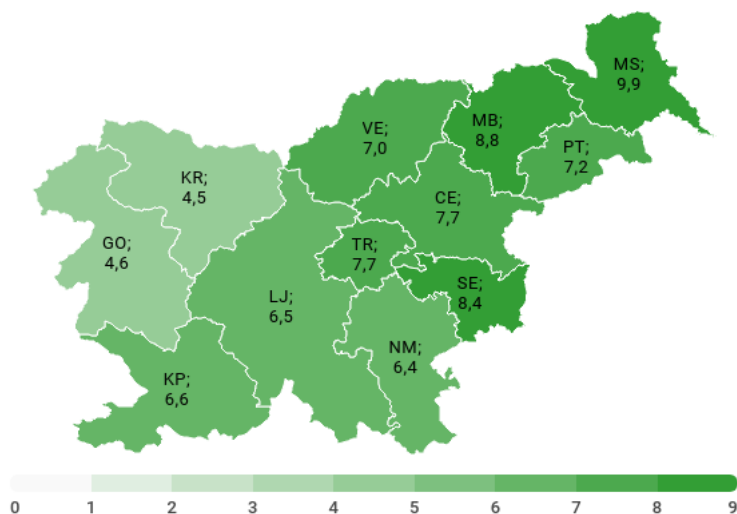 MS;
9,9
MB;
8,8
VE;
7,0
PT;
7,2
KR;
4,5
CE;
7,7
GO;
4,6
TR;
7,7
SE;
8,4
LJ;
6,5
NM;
6,4
KP;
6,6
0 1 2 3 4 5 6 7 8 9